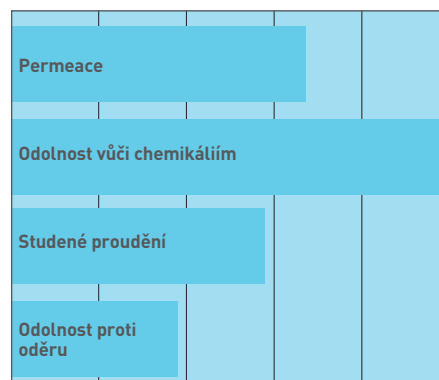 Permeace
Odolnost vůči chemikáliím
Studené proudění
Odolnost proti
oděru